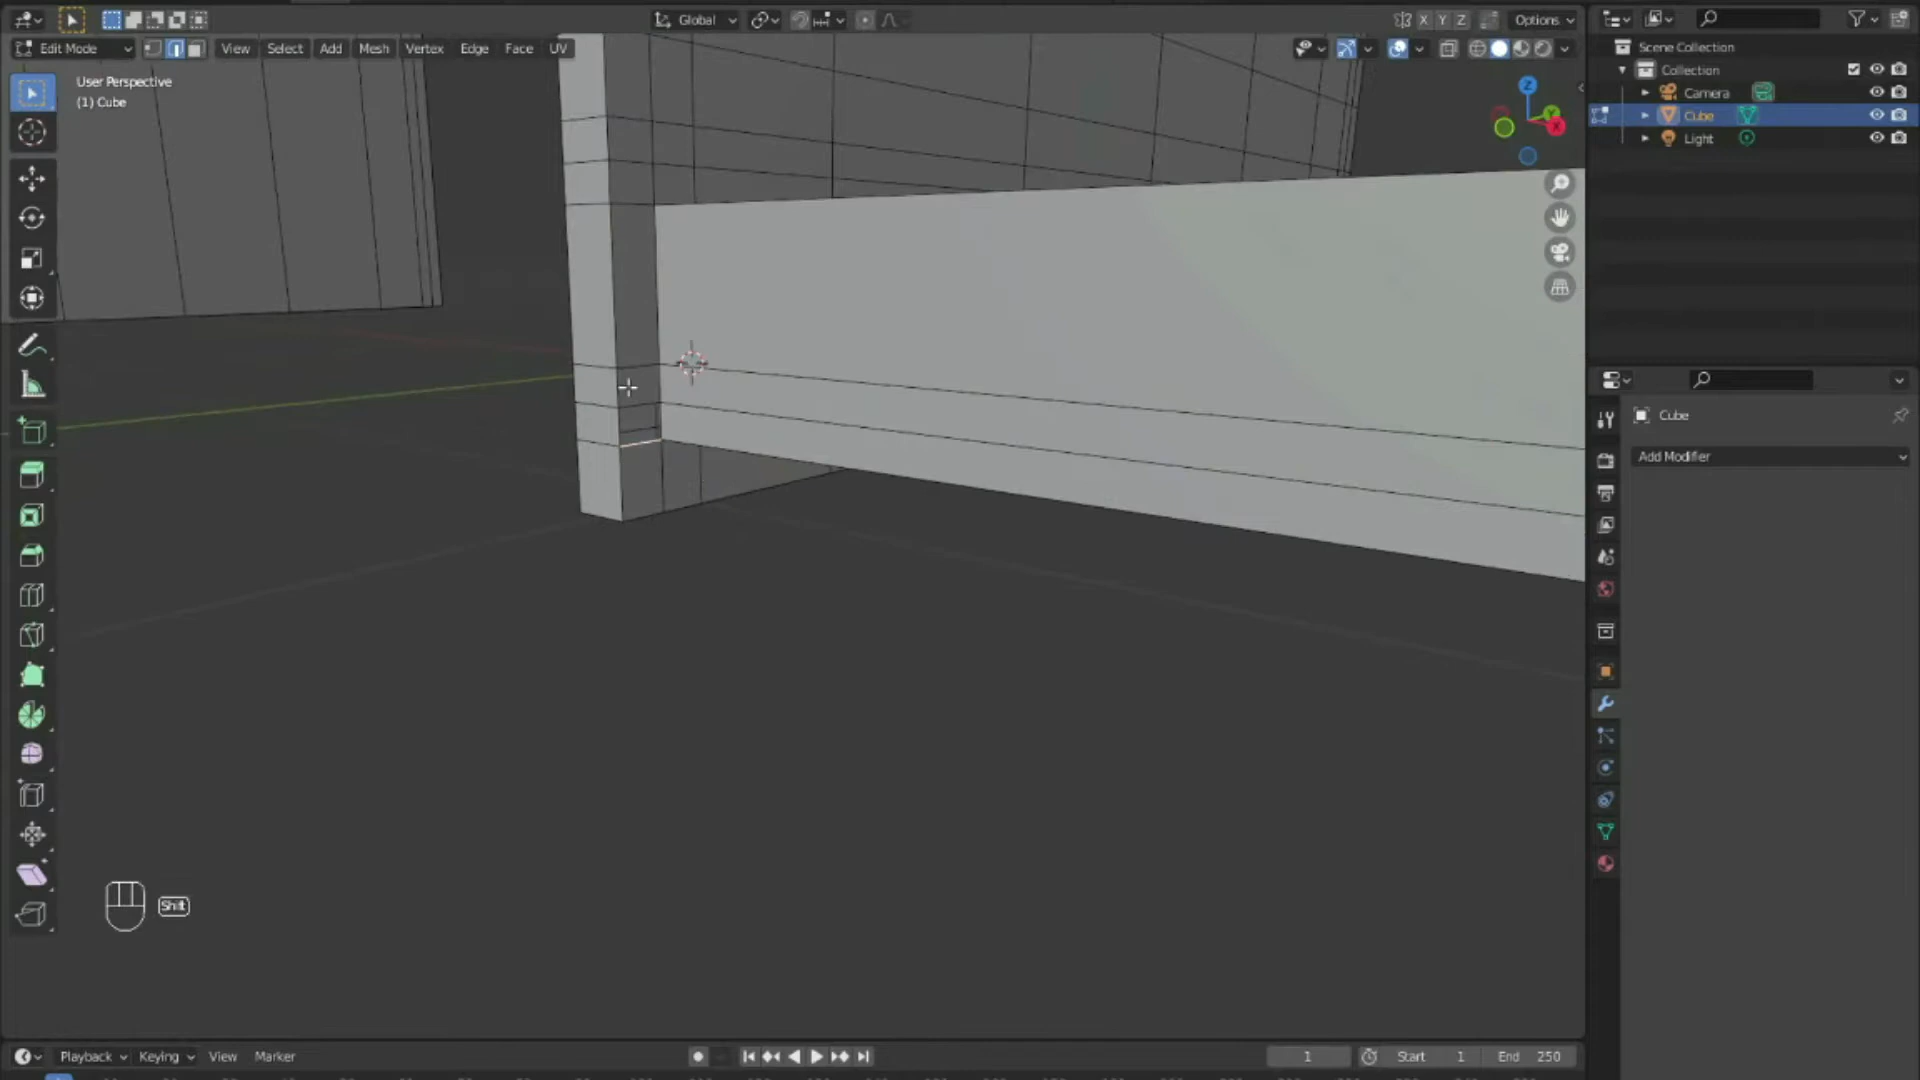 Global
X Y Z
Options
Edit Mode
View Select Add Mesh Vertex Edge Face UV
User Perspective
(1) Cube
Z
Y
X
Shift
Scene Collection
Collection
Camera
Cube
Light
Cube
Add Modifier
Playback Keying View Marker
1
Start 1
End 250